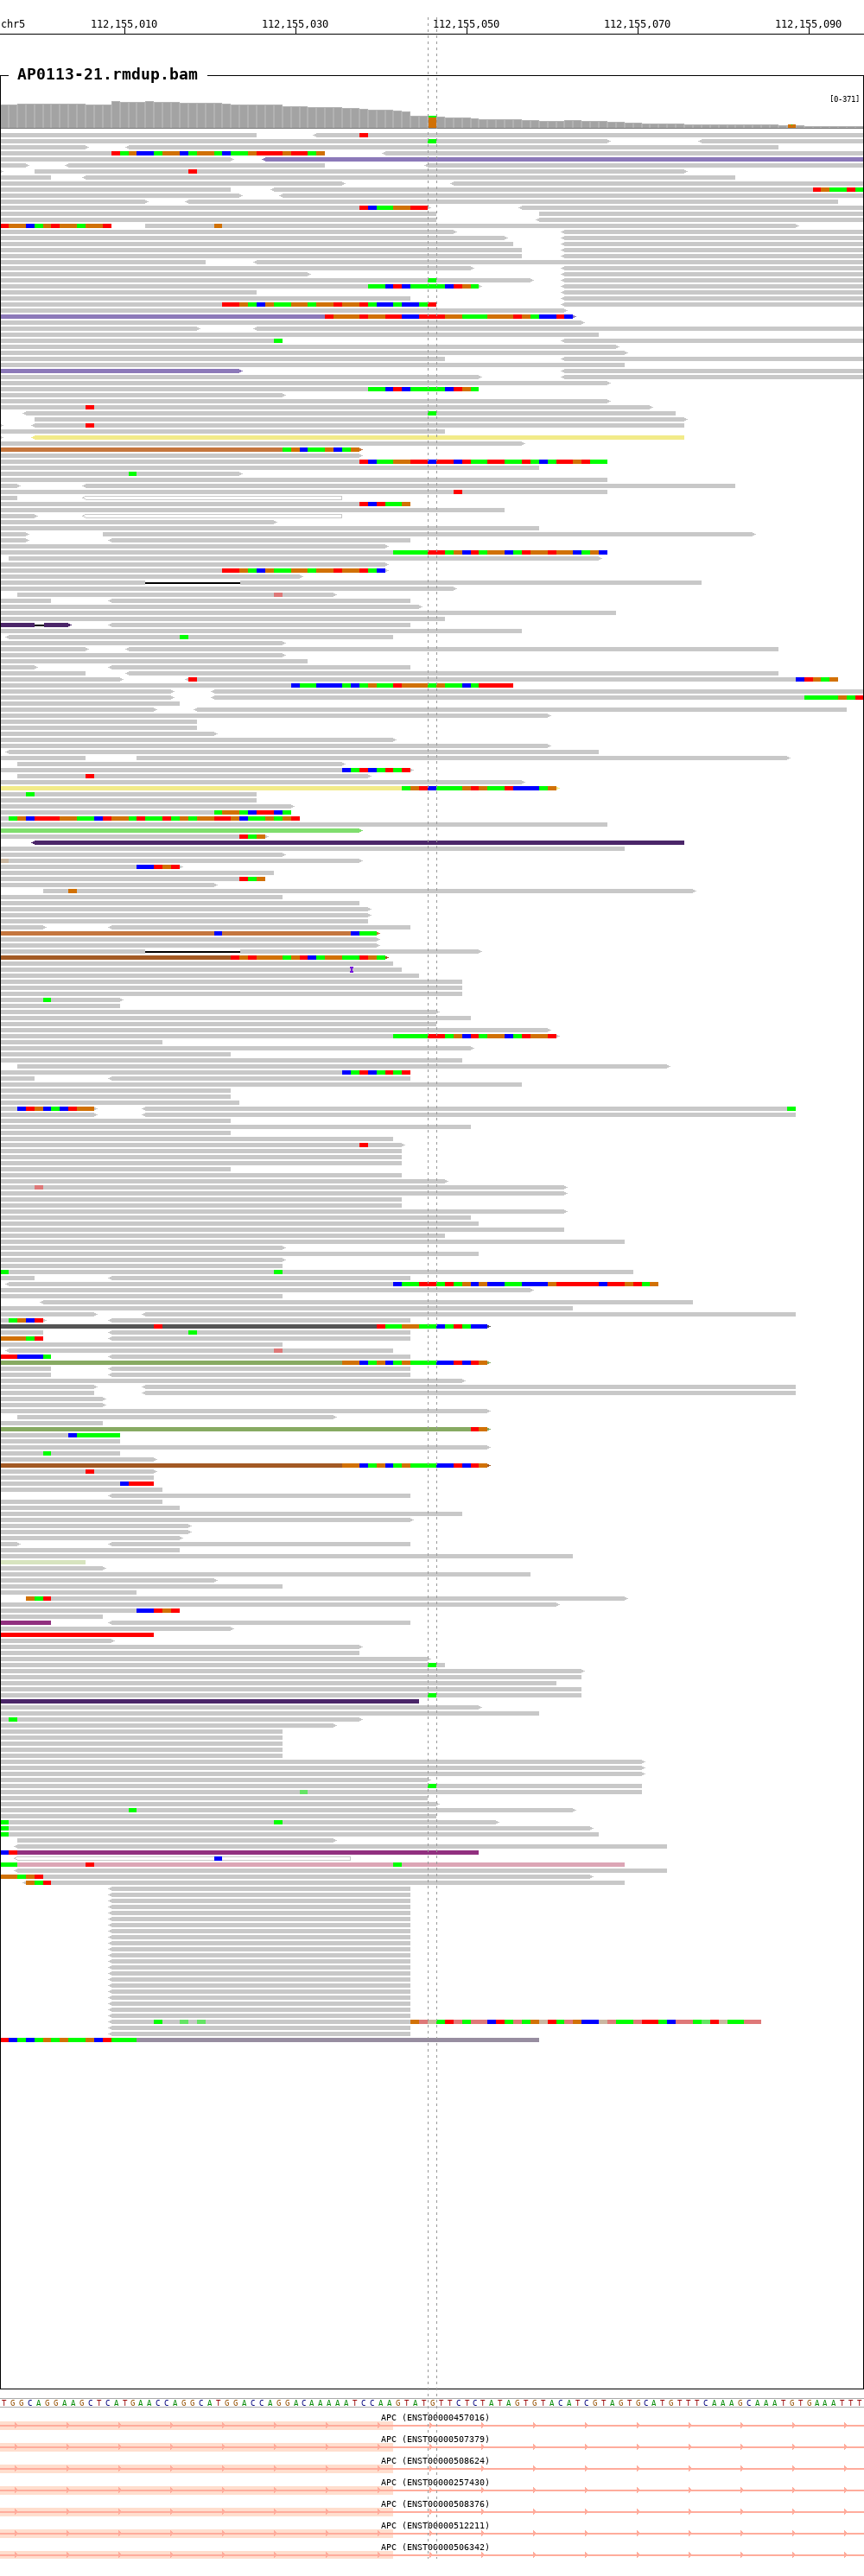 chr5 112,155,010 112,155,030 112,155,050 112,155,070 112,155,090
AP0113-21.rmdup.bam
[0-371]
I
T G G C A G G A A G C T C A T G A A C C A G G C A T G G A C C A G G A C A A A A A T C C A A G T A T G T T C T C T A T A G T G T A C A T C G T A G T G C A T G T T T C A A A G C A A A T G T G A A A T T T
APC (ENST00000457016)
APC (ENST00000507379)
APC (ENST00000508624)
APC (ENST00000257430)
APC (ENST00000508376)
APC (ENST00000512211)
APC (ENST00000506342)